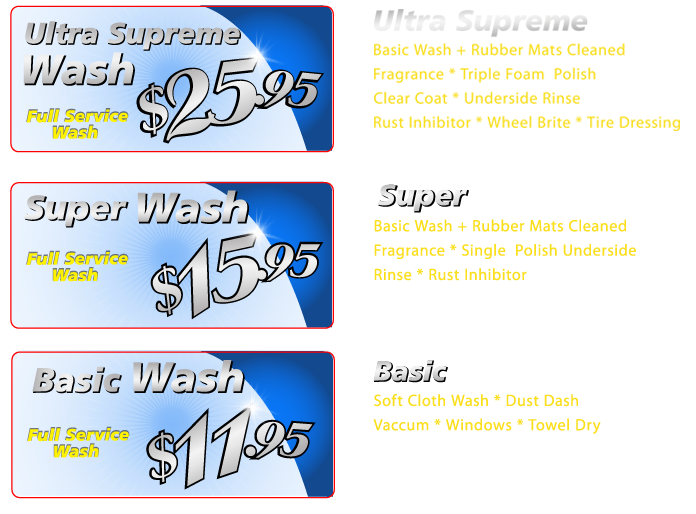 Ultra Supreme
Wash
$25.95
Full Service
Wash
Ultra Supreme
Basic Wash + Rubber Mats Cleaned
Fragrance * Triple Foam Polish
Clear Coat * Underside Rinse
Rust Inhibitor * Wheel Brite * Tire Dressing
Super Wash
$15.95
Full Service
Wash
Super
Basic Wash + Rubber Mats Cleaned
Fragrance * Single Polish Underside
Rinse * Rust Inhibitor
Basic Wash
$11.95
Full Service
Wash
Basic
Soft Cloth Wash * Dust Dash
Vaccum * Windows * Towel Dry